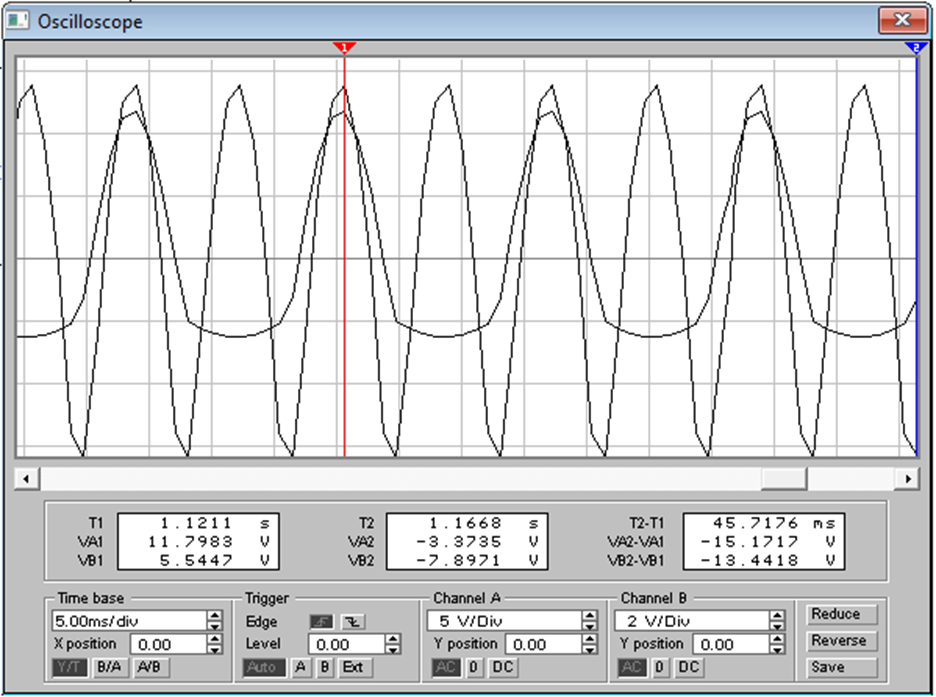 Oscilloscope
1 2
T1 1.1211 s T2 1.1668 s T2-T1 45.7176 ms
VA1 11.7983 V VA2 -3.3735 V VA2-VA1 -15.1717 V
VB1 5.5447 V VB2 -7.8971 V VB2-VB1 -13.4418 V
Time base Trigger Channel A Channel B
5.00ms/div Edge 5 V/Div 2 V/Div Reduce
X position 0.00 Level 0.00 Y position 0.00 Y position 0.00 Reverse
Y/T B/A A/B Auto A B Ext AC 0 DC AC 0 DC Save